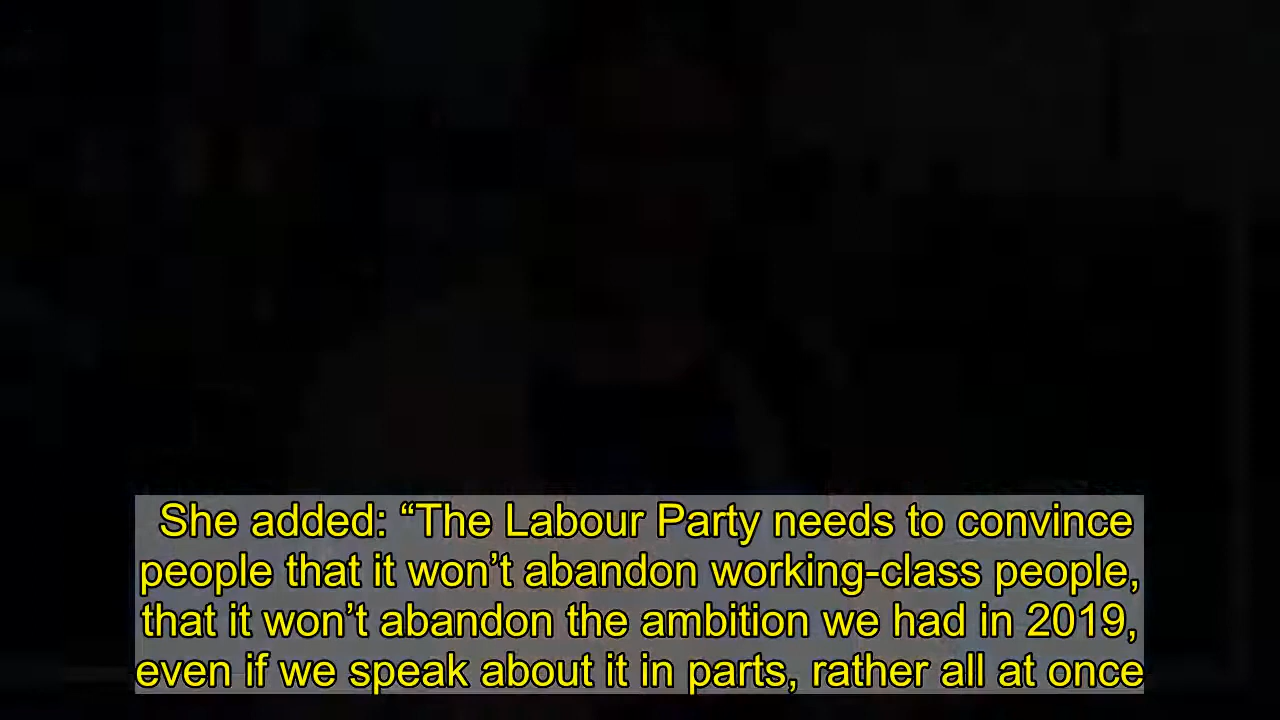 She added: “The Labour Party needs to convince
people that it won’t abandon working-class people,
that it won’t abandon the ambition we had in 2019,
even if we speak about it in parts, rather all at once